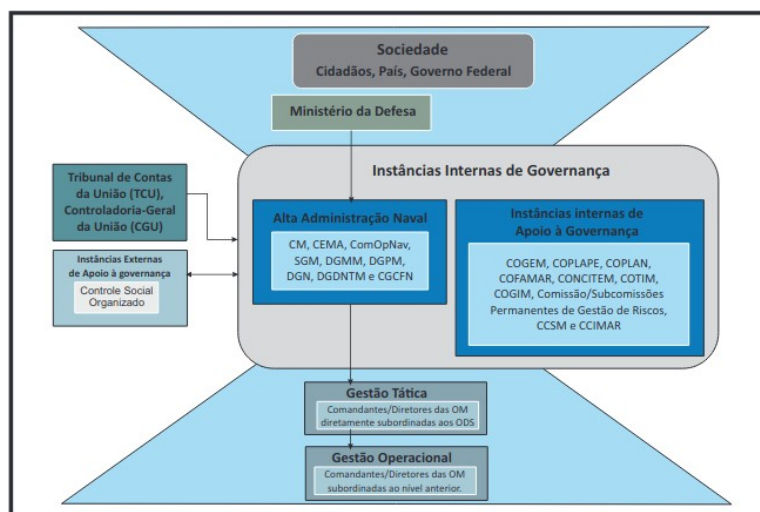 Sociedade
Cidadãos, País, Governo Federal
Ministério da Defesa
Instâncias Internas de Governança
Tribunal de Contas
da União (TCU),
Controladoria-Geral
da União (CGU)
Instâncias Externas
de Apoio à governança
Controle Social
Organizado
Alta Administração Naval
CM, CEMA, ComOpNav,
SGM, DGMM, DGPM,
DGN, DGDNTM e CGCFN
Instâncias internas de
Apoio à Governança
COGEM, COPLAPE, COPLAN,
COFAMAR, CONCITEM, COTIM,
COGIM, Comissão/Subcomissões
Permanentes de Gestão de Riscos,
CCSM e CCIMAR
Gestão Tática
Comandantes/Diretores das OM
diretamente subordinadas aos ODS
Gestão Operacional
Comandantes/Diretores das OM
subordinadas ao nível anterior.